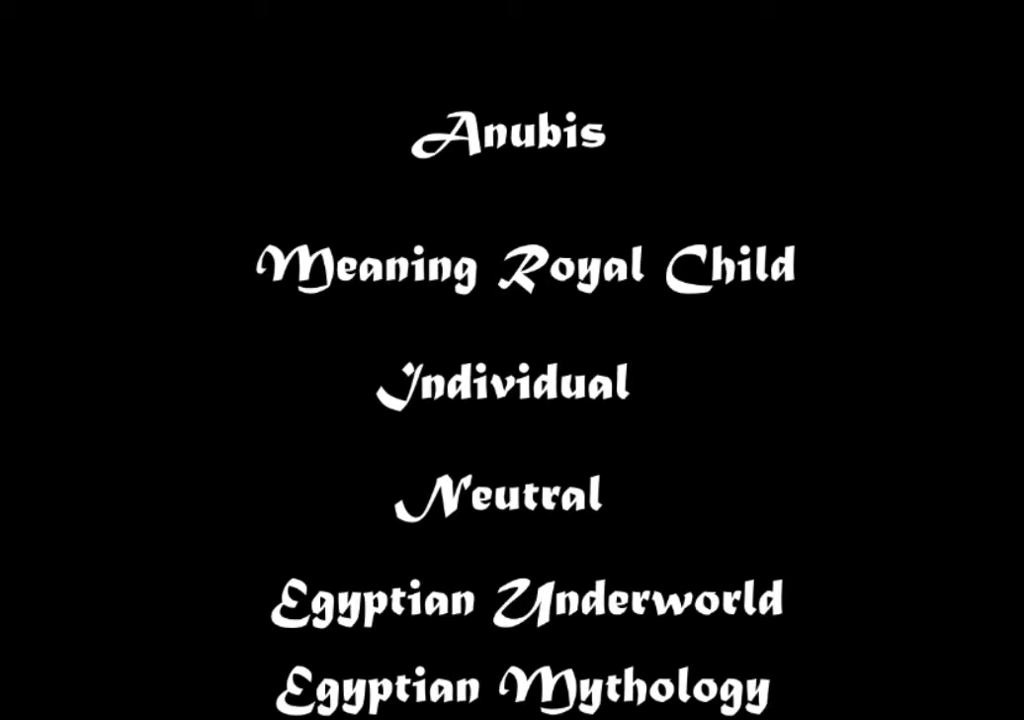 Anubis
Meaning Royal Child
Individual
Neutral
Egyptian Underworld
Egyptian Mythology